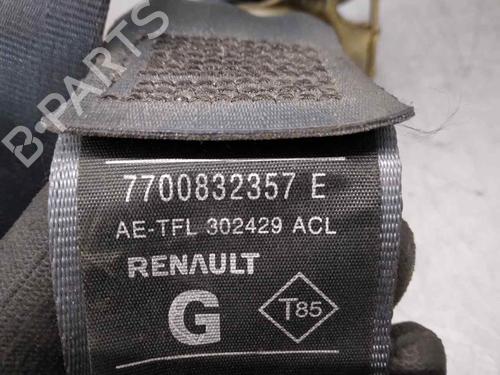 B-PARTS
7700832357 E
AE-TFL 302429 ACL
RENAULT
G T85